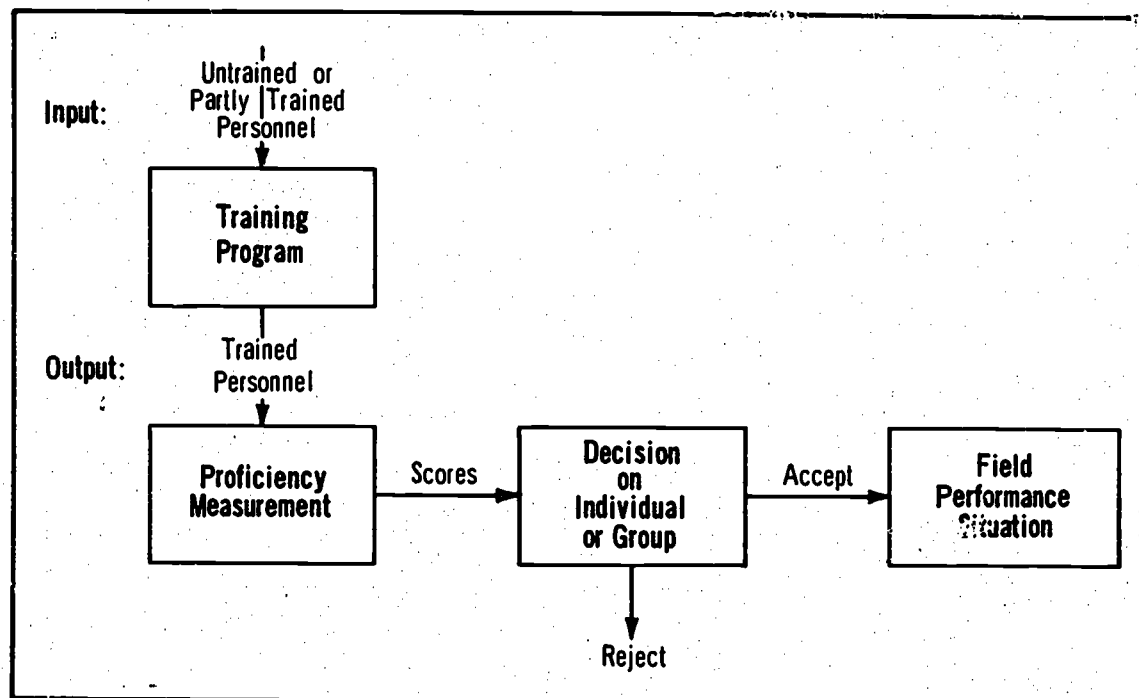 Untrained or
Input:
Partly Trained
Personnel
Training
Program
Output:
Trained
Personnel
Proficiency
Measurement
Scores
Decision
on
Individual
or Group
Accept
Field
Performance
Situation
Reject